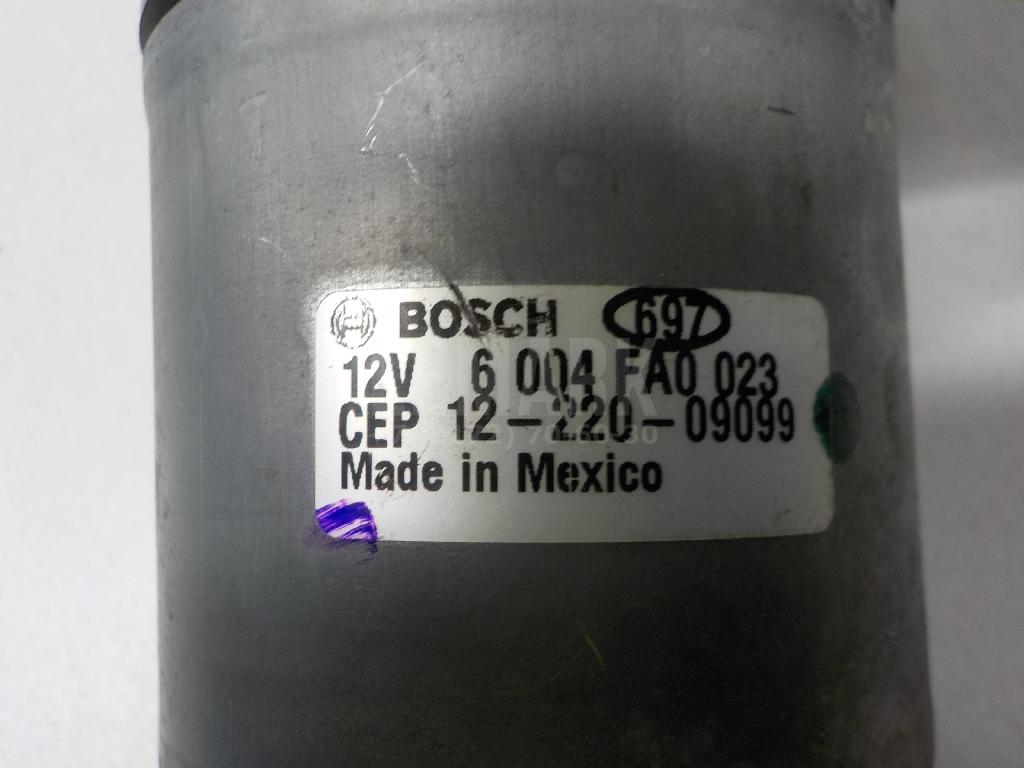 BOSCH 697
12V 6 004 FA0 023
CEP 12-220-09099
Made in Mexico